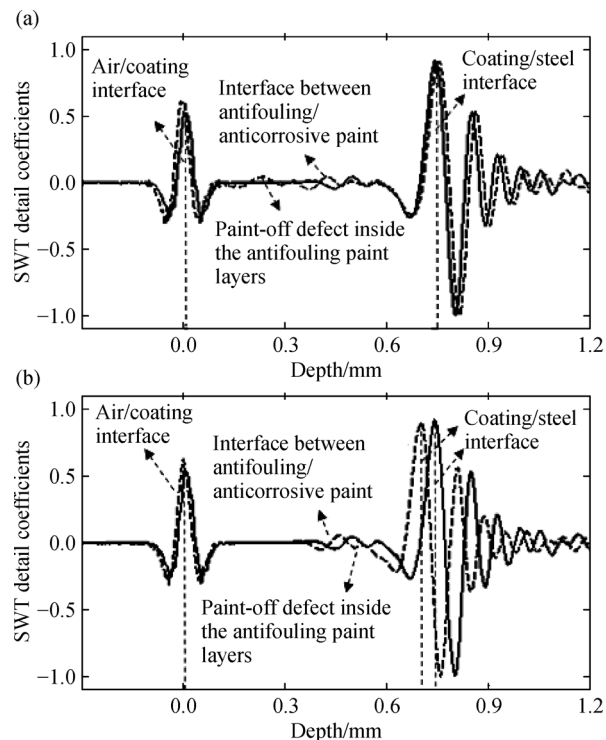 (a)
Air/coating
interface
Interface between
antifouling/
anticorrosive paint
Coating/steel
interface
Paint-off defect inside
the antifouling paint
layers
SWT detail coefficients
1.0
0.5
0.0
−0.5
−1.0
0.0 0.3 0.6 0.9 1.2
Depth/mm
(b)
Air/coating
interface
Interface between
antifouling/
anticorrosive paint
Coating/steel
interface
Paint-off defect inside
the antifouling paint
layers
SWT detail coefficients
1.0
0.5
0.0
−0.5
−1.0
0.0 0.3 0.6 0.9 1.2
Depth/mm